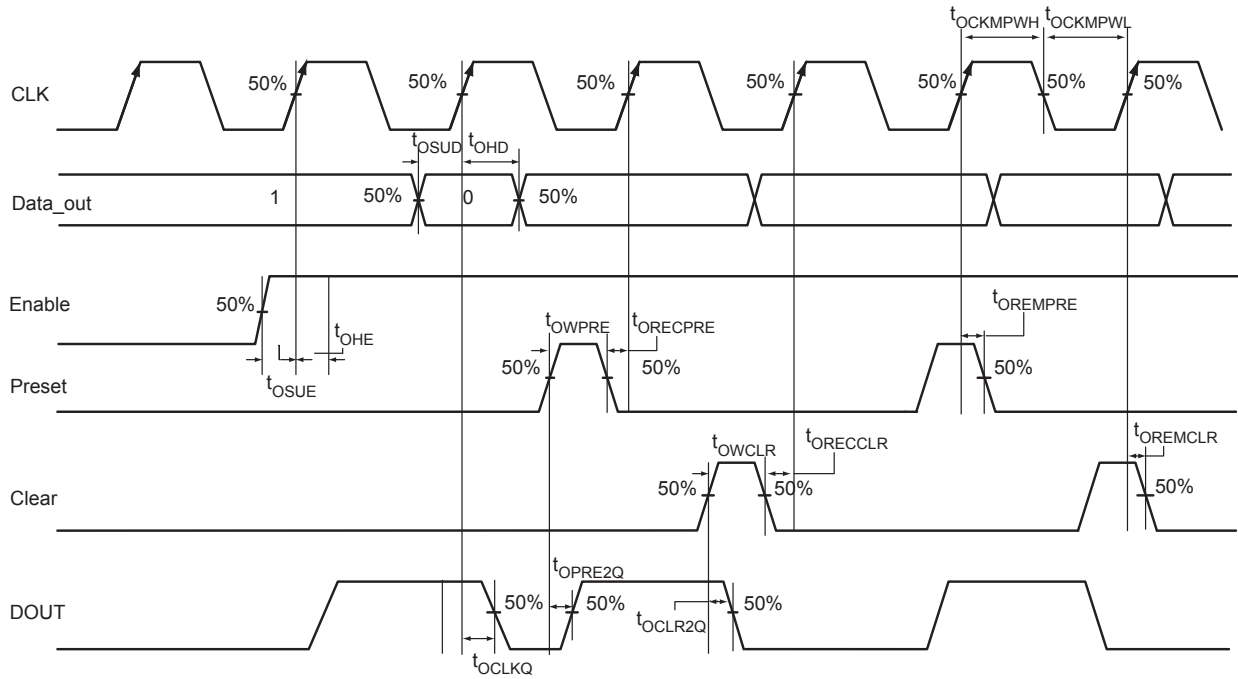 tOCKMPWH tOCKMPWL
CLK 50% 50% 50% 50% 50% 50% 50%
tOSUD tOHD
Data_out 1 50% 0 50%
Enable 50% tOHE tOSUE
tOWPRE tORECPRE tOREMPRE
Preset 50% 50% 50%
tOWCLR tORECCLR tOREMCLR
Clear 50% 50% 50%
tOPRE2Q
DOUT 50% 50% tOCLR2Q 50%
tOCLKQ